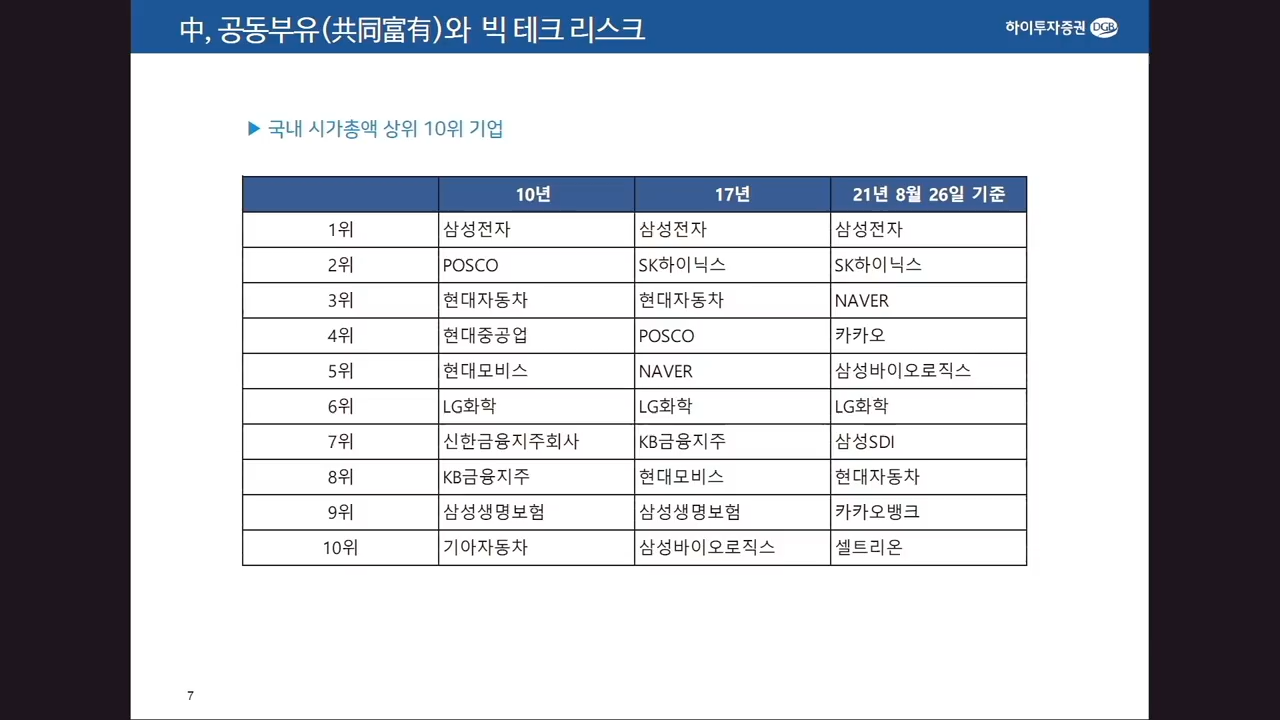 中, 공동부유(共同富有)와 빅 테크 리스크
하이투자증권 DGB
▶ 국내 시가총액 상위 10위 기업
10년 17년 21년 8월 26일 기준
1위 삼성전자 삼성전자 삼성전자
2위 POSCO SK하이닉스 SK하이닉스
3위 현대자동차 현대자동차 NAVER
4위 현대중공업 POSCO 카카오
5위 현대모비스 NAVER 삼성바이오로직스
6위 LG화학 LG화학 LG화학
7위 신한금융지주회사 KB금융지주 삼성SDI
8위 KB금융지주 현대모비스 현대자동차
9위 삼성생명보험 삼성생명보험 카카오뱅크
10위 기아자동차 삼성바이오로직스 셀트리온
7